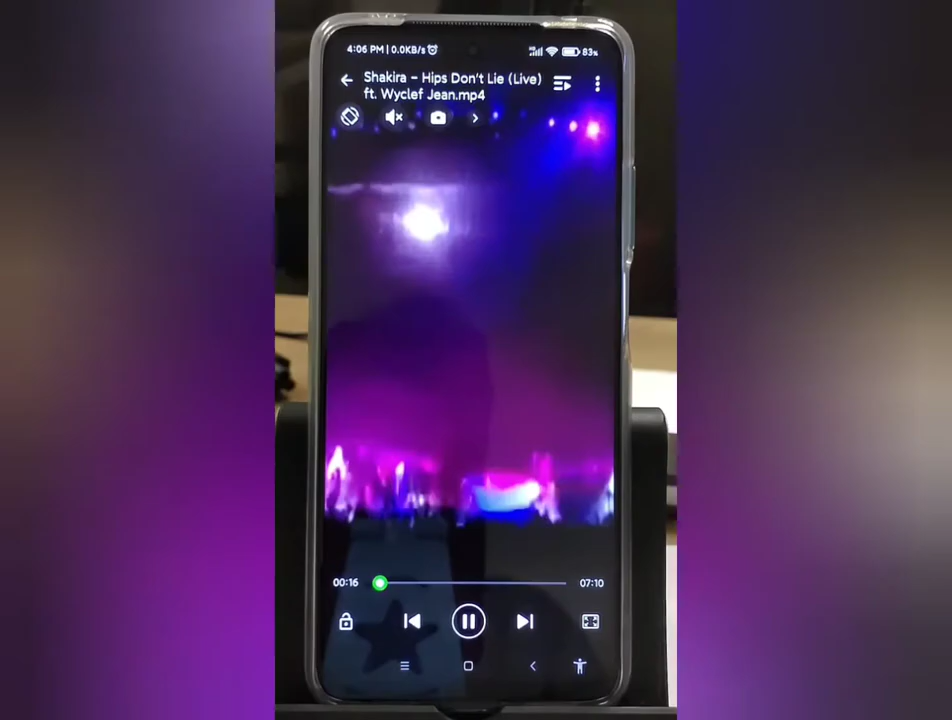 4:06 PM | 0.0KB/s
83%
Shakira – Hips Don't Lie (Live)
ft. Wyclef Jean.mp4
00:16
07:10